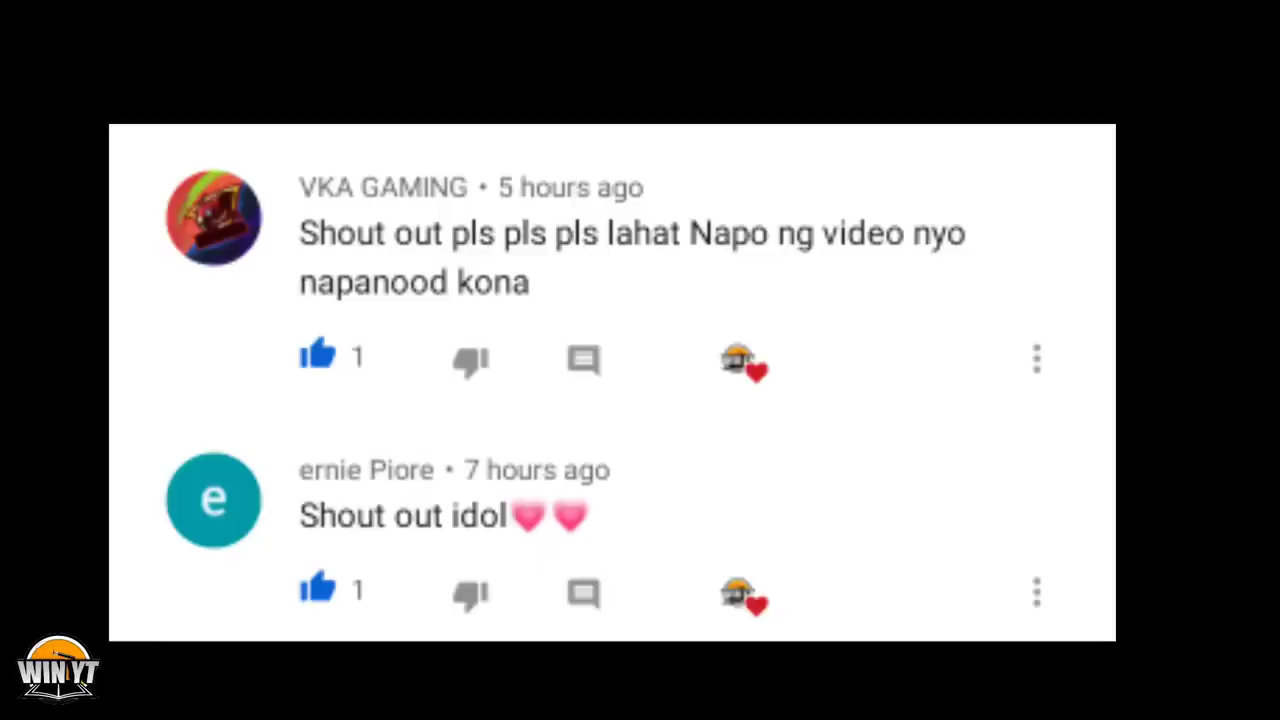 VKA GAMING • 5 hours ago
Shout out pls pls pls lahat Napo ng video nyo
napanood kona
1
ernie Piore • 7 hours ago
e
Shout out idol💗💗
1
WIN YT